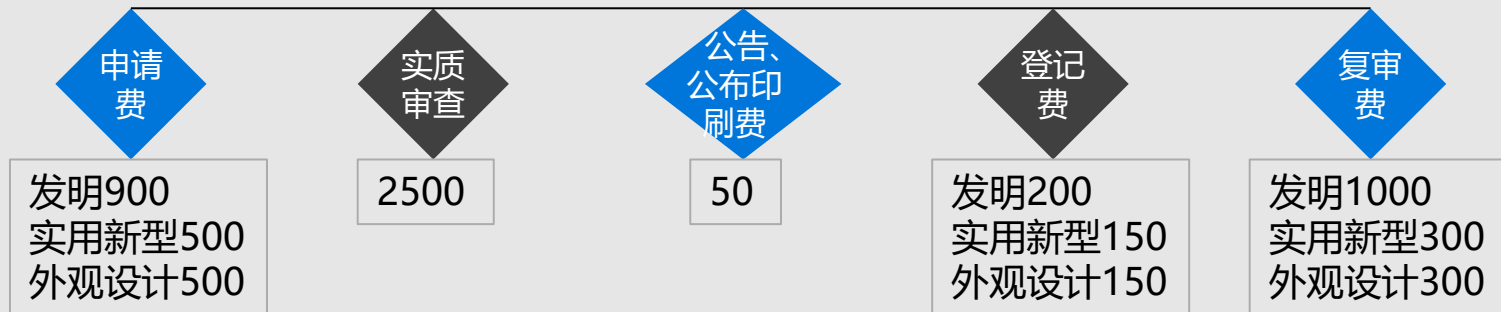 申请
费
发明900
实用新型500
外观设计500
实质
审查
2500
公告、
公布印
刷费
50
登记
费
发明200
实用新型150
外观设计150
复审
费
发明1000
实用新型300
外观设计300